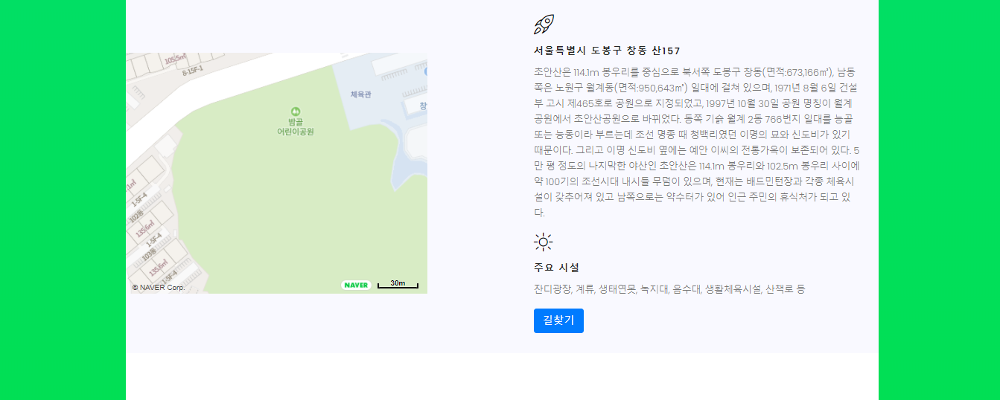 105.5㎡
8-15F-1
체육관
창
밤골
어린이공원
1㎡
1-5F-4
102동
135.6㎡
1-5F-4
103동
135.6㎡
1-5F-4
© NAVER Corp.
NAVER
30m
서울특별시 도봉구 창동 산157
초안산은 114.1m 봉우리를 중심으로 북서쪽 도봉구 창동(면적:673,166㎡), 남동
쪽은 노원구 월계동(면적:950,643㎡) 일대에 걸쳐 있으며, 1971년 8월 6일 건설
부 고시 제465호로 공원으로 지정되었고, 1997년 10월 30일 공원 명칭이 월계
공원에서 초안산공원으로 바뀌었다. 동쪽 기슭 월계 2동 766번지 일대를 능골
또는 능동이라 부르는데 조선 명종 때 청백리였던 이명의 묘와 신도비가 있기
때문이다. 그리고 이명 신도비 옆에는 예안 이씨의 전통가옥이 보존되어 있다. 5
만 평 정도의 나지막한 야산인 초안산은 114.1m 봉우리와 102.5m 봉우리 사이에
약 100기의 조선시대 내시들 무덤이 있으며, 현재는 배드민턴장과 각종 체육시
설이 갖추어져 있고 남쪽으로는 약수터가 있어 인근 주민의 휴식처가 되고 있
다.
주요 시설
잔디광장, 계류, 생태연못, 녹지대, 음수대, 생활체육시설, 산책로 등
길찾기